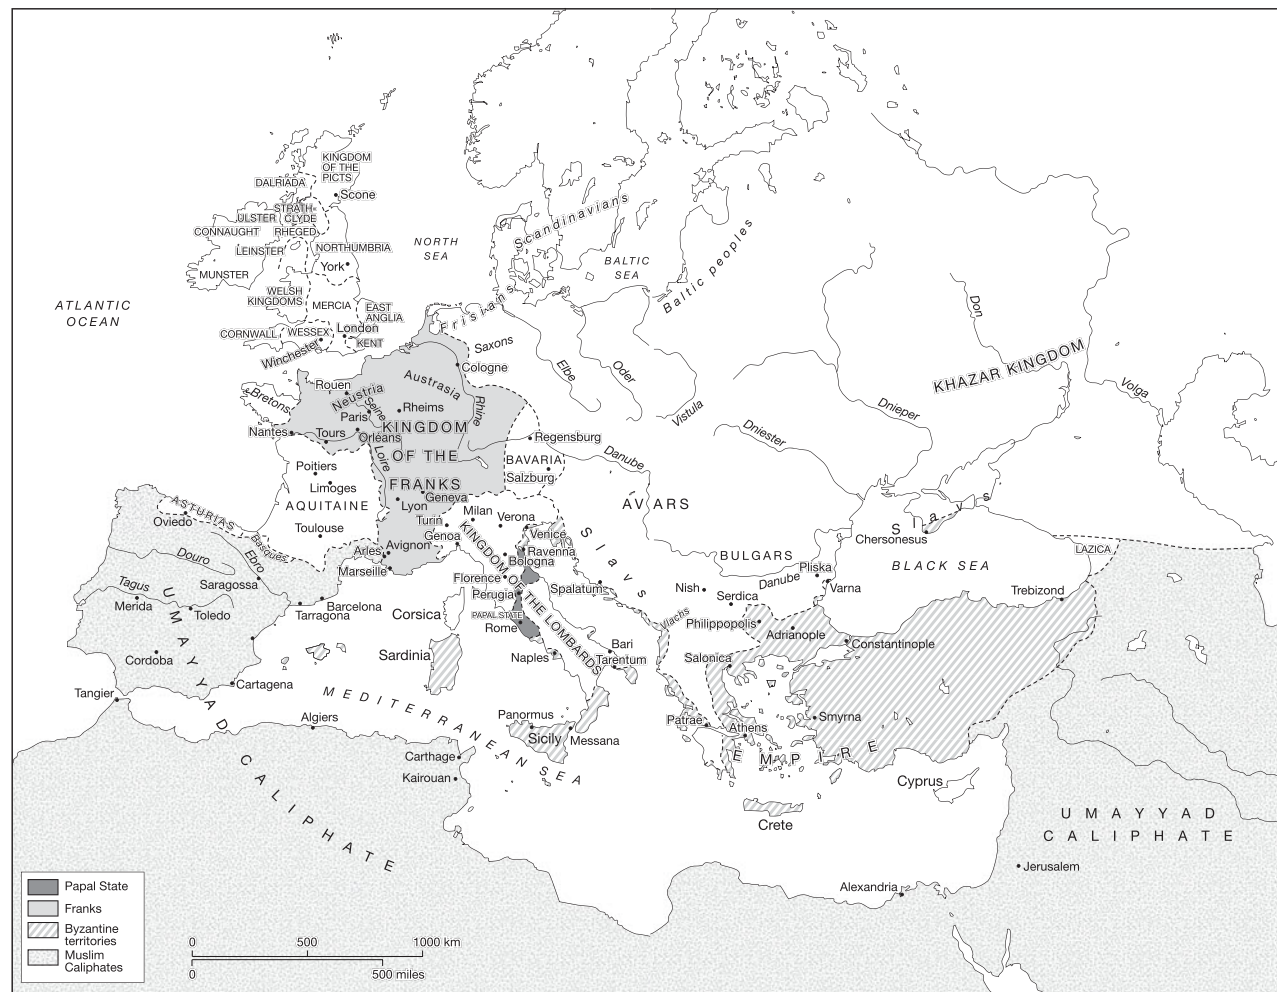 KINGDOM
OF THE
PICTS
DALRIADA
Scone
STRATH-
CLYDE
ULSTER
CONNAUGHT
RHEGED
LEINSTER
NORTHUMBRIA
MUNSTER
York
WELSH
KINGDOMS
MERCIA
EAST
ANGLIA
CORNWALL
WESSEX
London
KENT
Winchester
NORTH
SEA
Scandinavians
BALTIC
SEA
Baltic peoples
ATLANTIC
OCEAN
Frisians
Saxons
Cologne
Elbe
Oder
Vistula
Don
KHAZAR KINGDOM
Volga
Dnieper
Dniester
Rouen
Austrasia
Bretons
Neustria
Seine
Rhine
Paris
Rheims
Nantes
Tours
Orléans
KINGDOM
OF THE
FRANKS
Loire
Regensburg
Danube
BAVARIA
Salzburg
Poitiers
Limoges
AQUITAINE
Toulouse
Geneva
Lyon
AVARS
Slavs
Chersonesus
ASTURIAS
Oviedo
Basques
Milan
Verona
Turin
Genoa
Venice
Ravenna
Bologna
Avignon
Arles
Marseille
KINGDOM OF THE LOMBARDS
Florence
Perugia
PAPAL STATE
Rome
Slavs
Spalatum
BULGARS
Pliska
Danube
Varna
Nish
Serdica
BLACK SEA
LAZICA
Trebizond
Douro
Ebro
Tagus
Saragossa
Merida
Toledo
Barcelona
Tarragona
Cordoba
Cartagena
Tangier
Corsica
Sardinia
Naples
Bari
Tarentum
Vlachs
Philippopolis
Adrianople
Constantinople
Salonica
UMAYYAD CALIPHATE
MEDITERRANEAN SEA
Algiers
Panormus
Sicily
Messana
Carthage
Kairouan
Patrae
Athens
Smyrna
EMPIRE
Cyprus
Crete
UMAYYAD
CALIPHATE
Jerusalem
Alexandria
Papal State
Franks
Byzantine
territories
Muslim
Caliphates
0 500 1000 km
0 500 miles